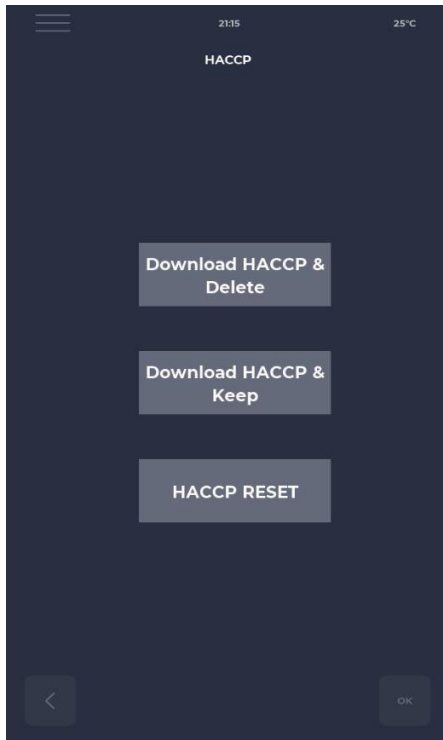 21:15 25°C
HACCP
Download HACCP &
Delete
Download HACCP &
Keep
HACCP RESET
OK